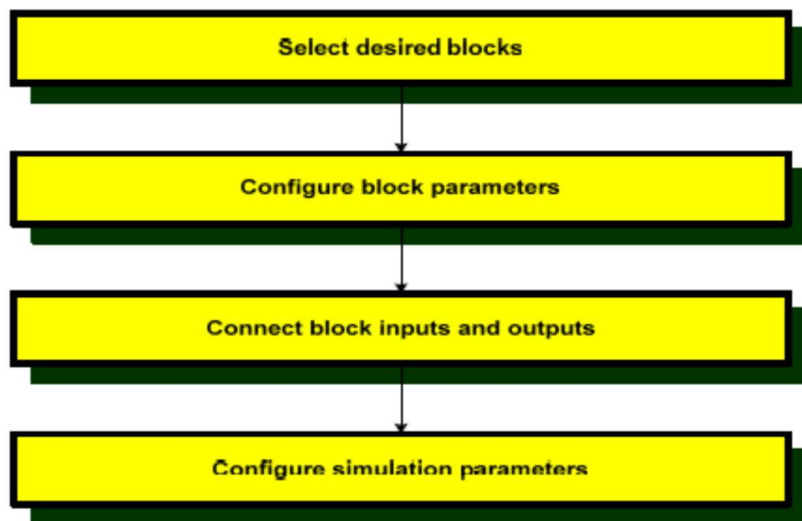 Select desired blocks
Configure block parameters
Connect block inputs and outputs
Configure simulation parameters